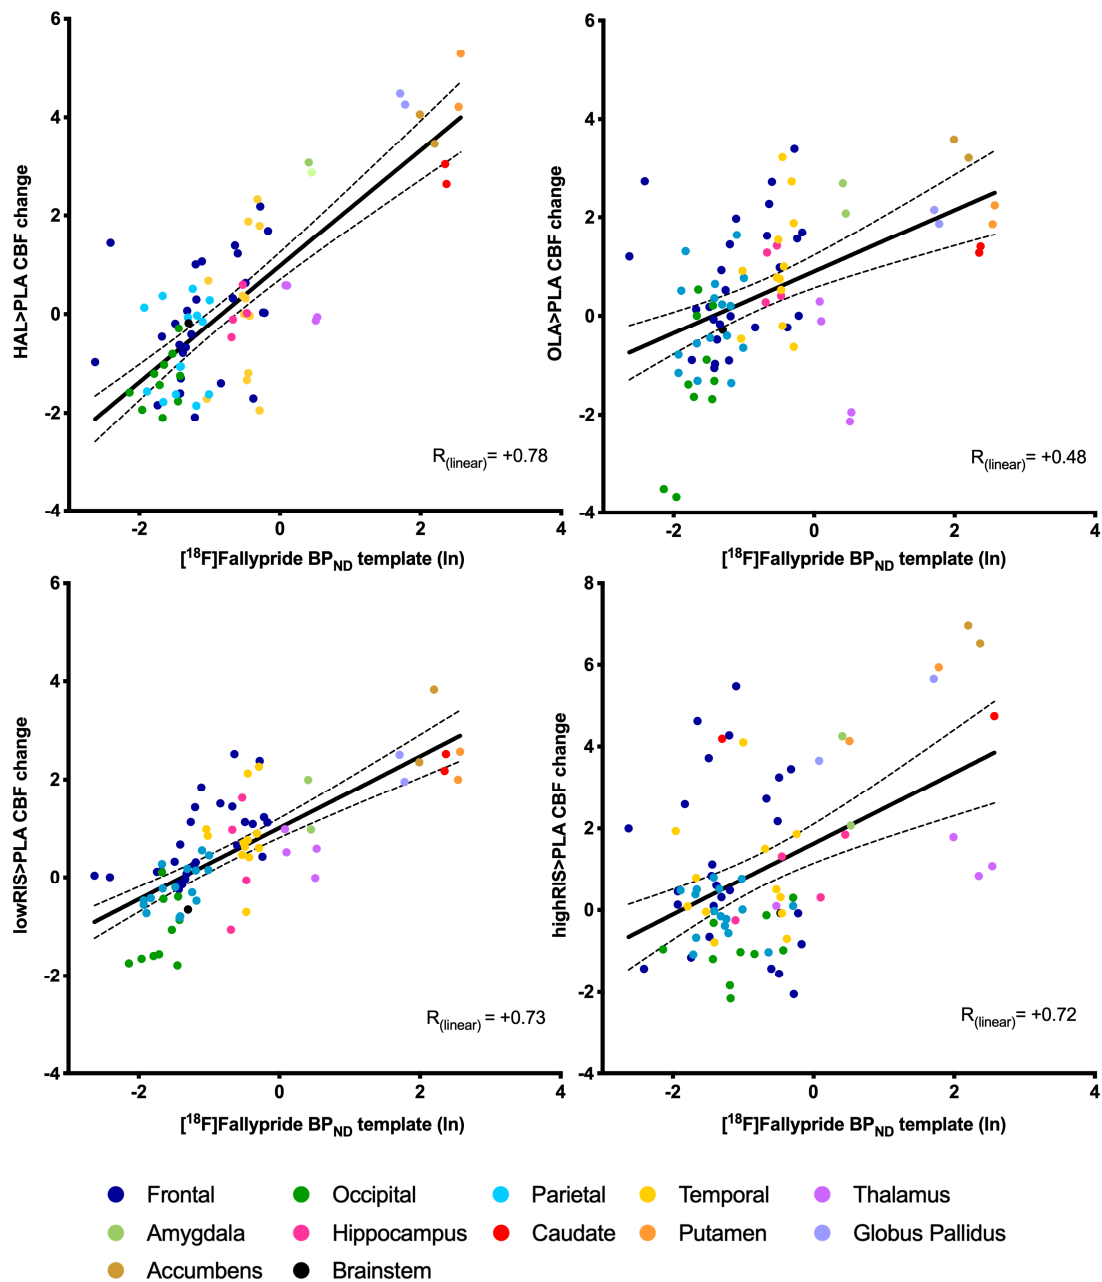 6
4
2
0
-2
-4
HAL>PLA CBF change
R(linear)= +0.78
-2 0 2 4
[18F]Fallypride BPND template (ln)
6
4
2
0
-2
-4
OLA>PLA CBF change
R(linear)= +0.48
-2 0 2 4
[18F]Fallypride BPND template (ln)
6
4
2
0
-2
-4
lowRIS>PLA CBF change
R(linear) = +0.73
-2 0 2 4
[18F]Fallypride BPND template (ln)
8
6
4
2
0
-2
-4
highRIS>PLA CBF change
R(linear)= +0.72
-2 0 2 4
[18F]Fallypride BPND template (ln)
Frontal Occipital Parietal Temporal Thalamus
Amygdala Hippocampus Caudate Putamen Globus Pallidus
Accumbens Brainstem